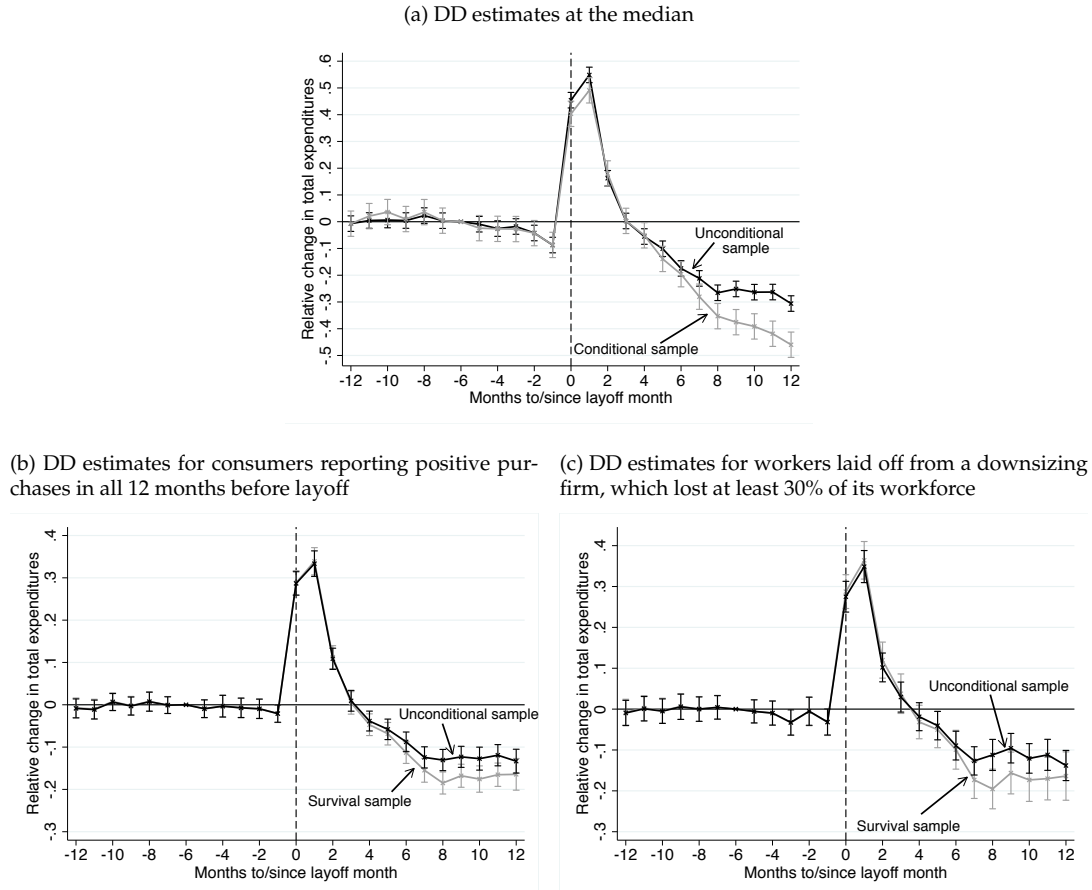 (a) DD estimates at the median
Relative change in total expenditures
.6
.5
.4
.3
.2
.1
0
-.1
-.2
-.3
-.4
-.5
Unconditional
sample
Conditional sample
-12 -10 -8 -6 -4 -2 0 2 4 6 8 10 12
Months to/since layoff month
(b) DD estimates for consumers reporting positive pur-
chases in all 12 months before layoff
Relative change in total expenditures
.4
.3
.2
.1
0
-.1
-.2
-.3
Unconditional sample
Survival sample
-12 -10 -8 -6 -4 -2 0 2 4 6 8 10 12
Months to/since layoff month
(c) DD estimates for workers laid off from a downsizing
firm, which lost at least 30% of its workforce
Relative change in total expenditures
.4
.3
.2
.1
0
-.1
-.2
-.3
Unconditional sample
Survival sample
-12 -10 -8 -6 -4 -2 0 2 4 6 8 10 12
Months to/since layoff month